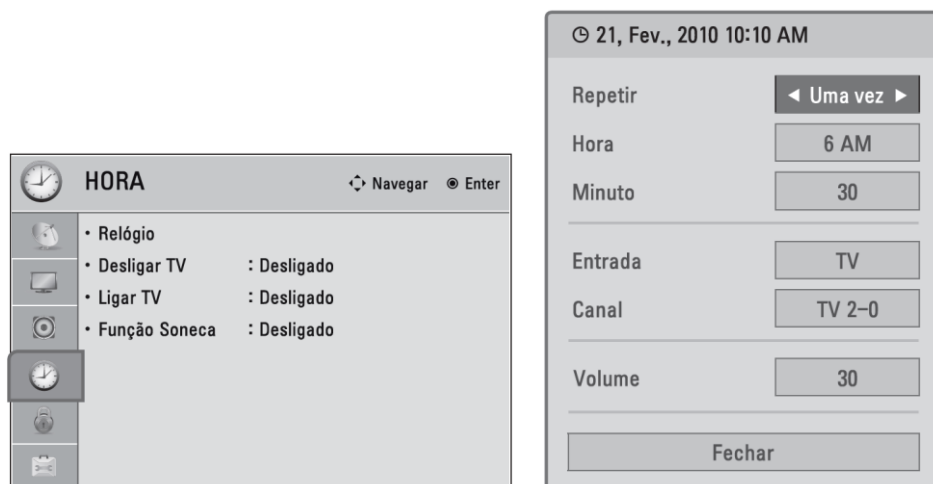 HORA
Navegar
Enter
• Relógio
• Desligar TV : Desligado
• Ligar TV : Desligado
• Função Soneca : Desligado
21, Fev., 2010 10:10 AM
Repetir ◄ Uma vez ►
Hora 6 AM
Minuto 30
Entrada TV
Canal TV 2-0
Volume 30
Fechar